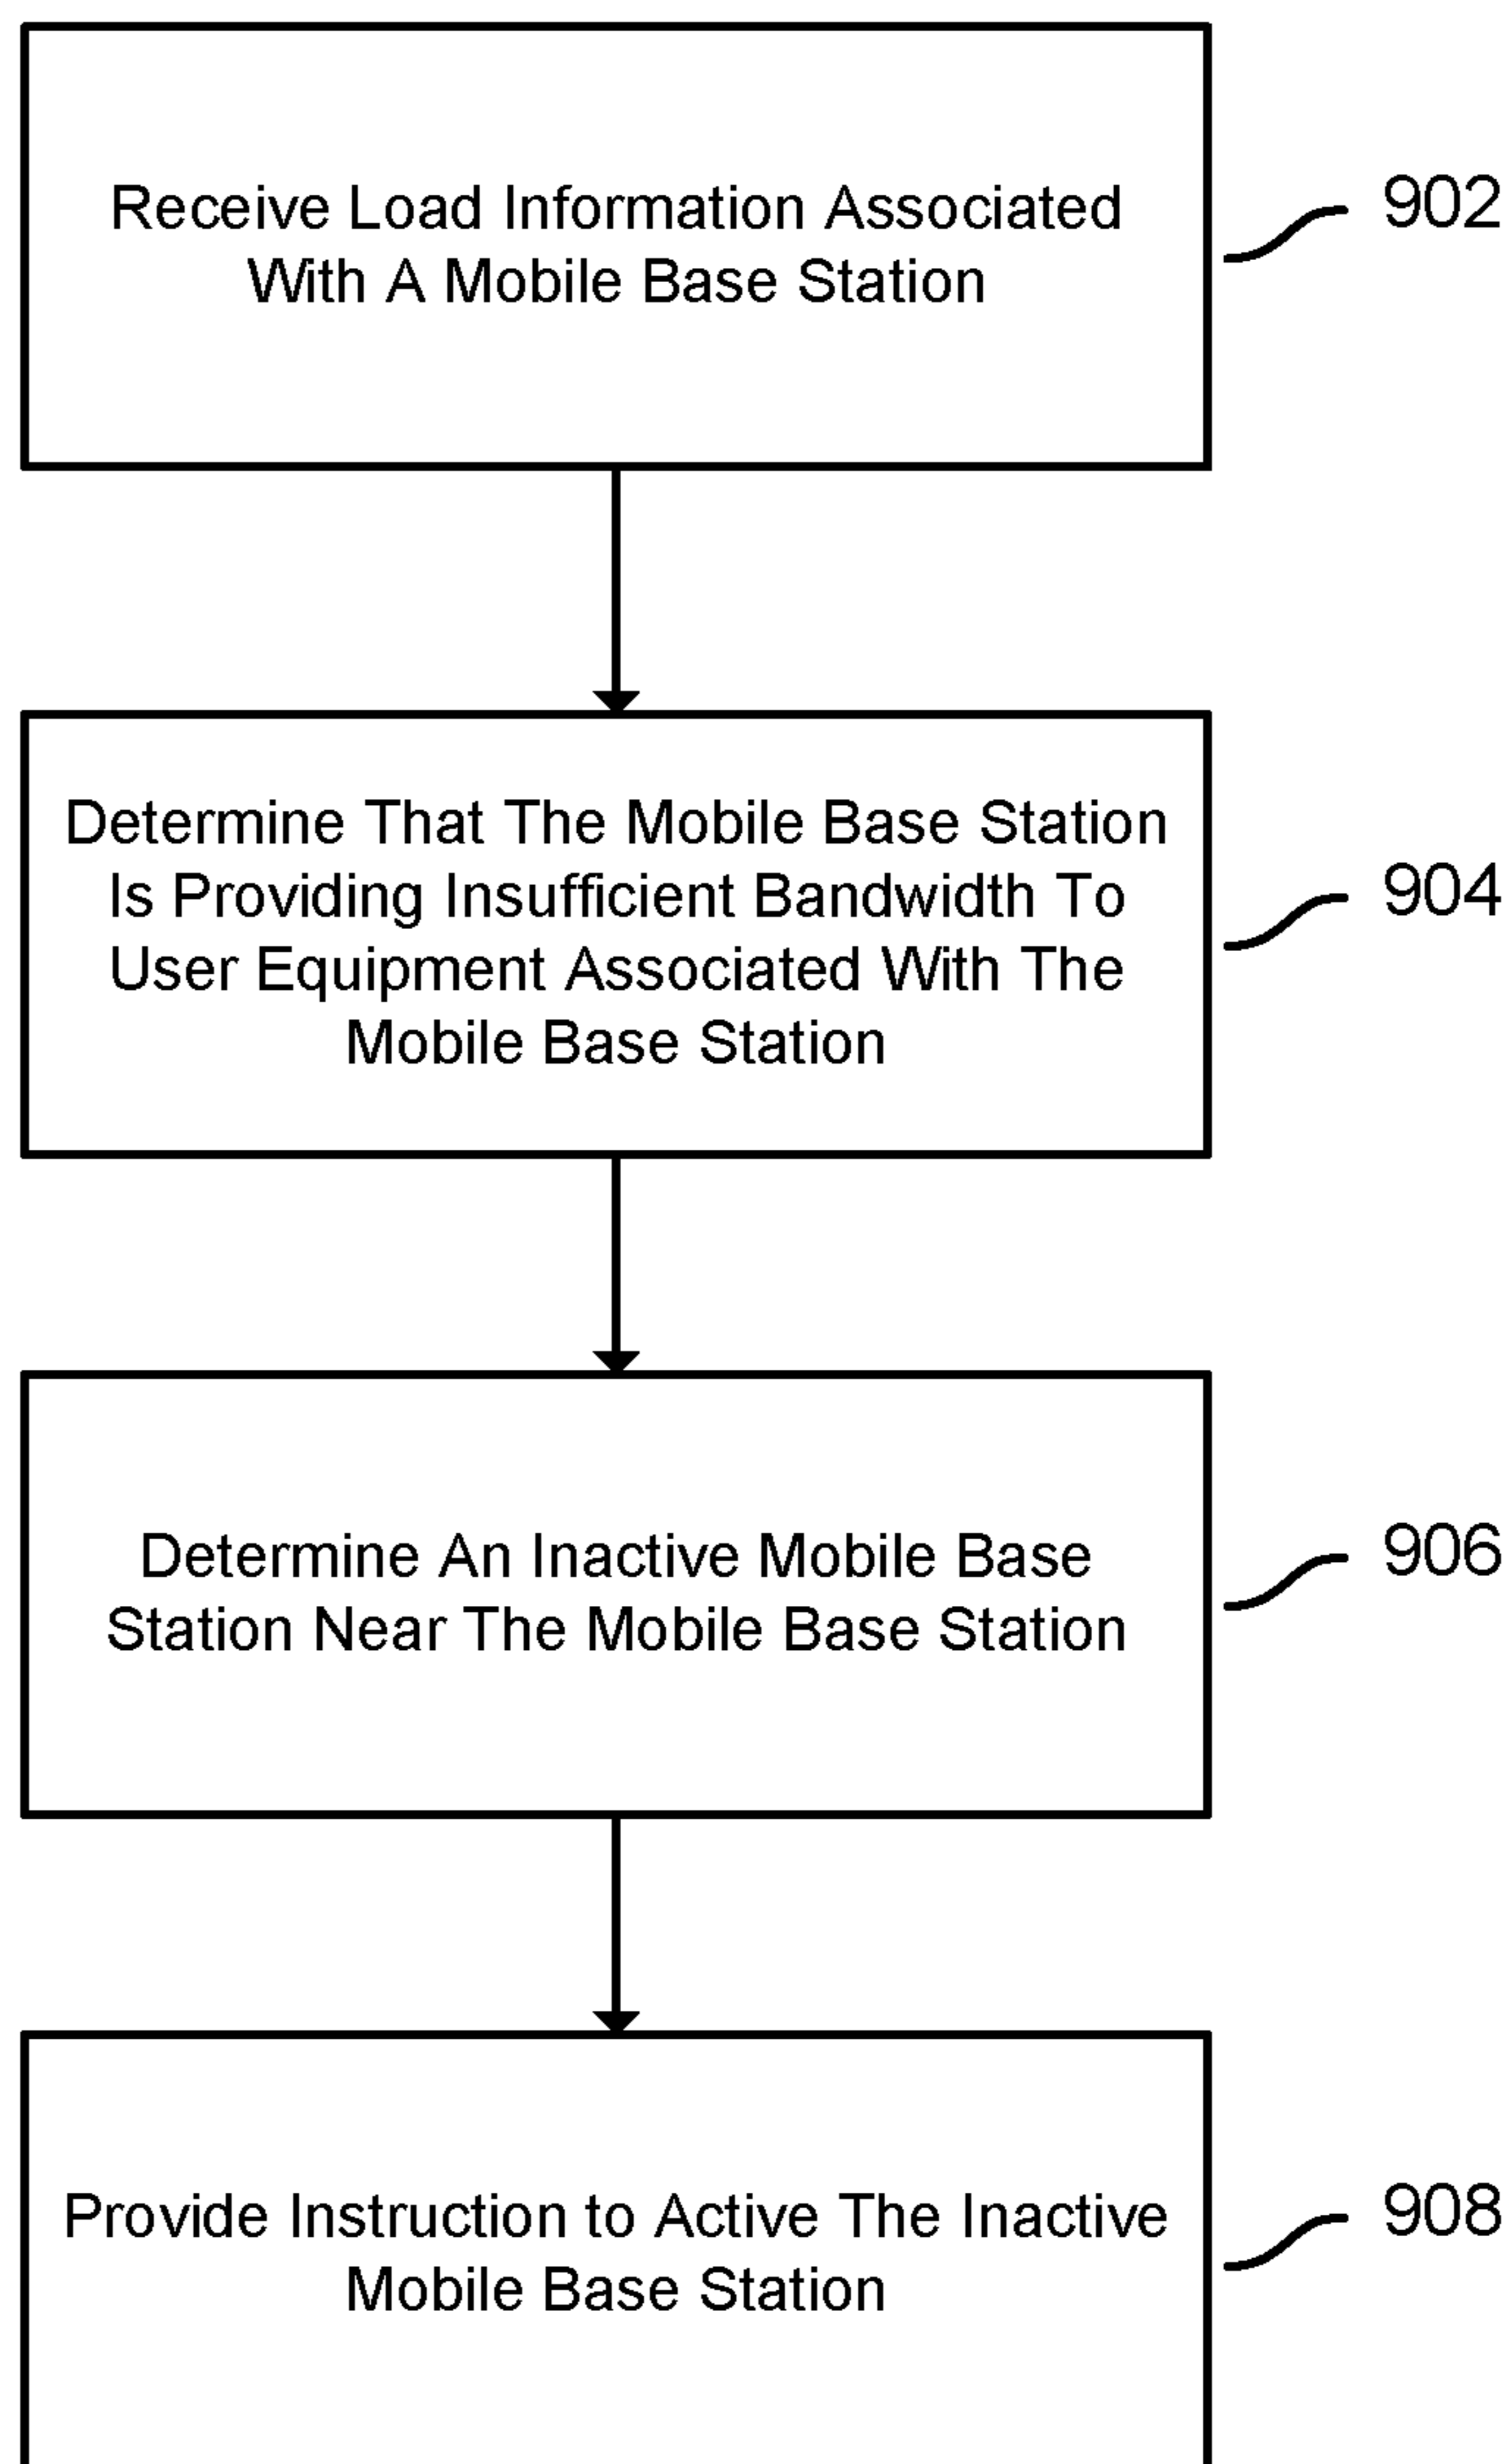 Receive Load Information Associated
With A Mobile Base Station
902
Determine That The Mobile Base Station
Is Providing Insufficient Bandwidth To
User Equipment Associated With The
Mobile Base Station
904
Determine An Inactive Mobile Base
Station Near The Mobile Base Station
906
Provide Instruction to Active The Inactive
Mobile Base Station
908